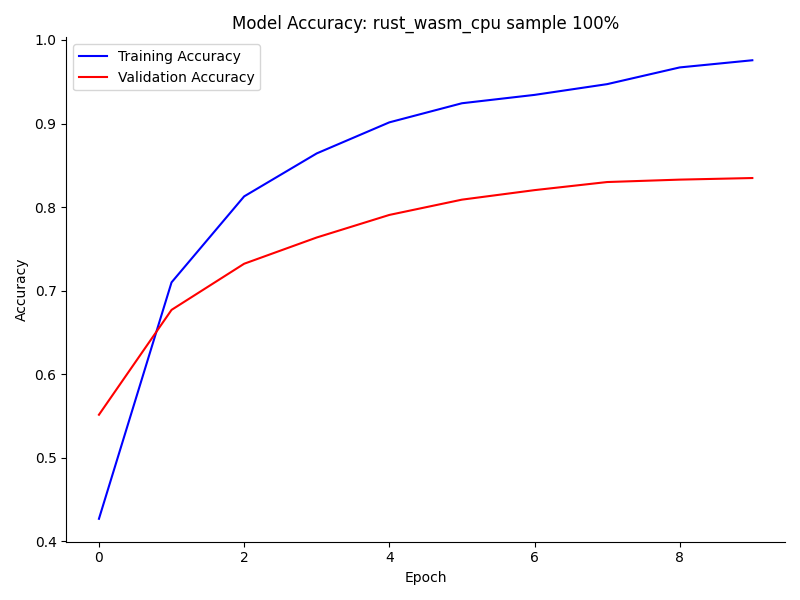 Model Accuracy: rust_wasm_cpu sample 100%
Training Accuracy
Validation Accuracy
1.0
0.9
0.8
0.7
0.6
0.5
0.4
Accuracy
0 2 4 6 8
Epoch